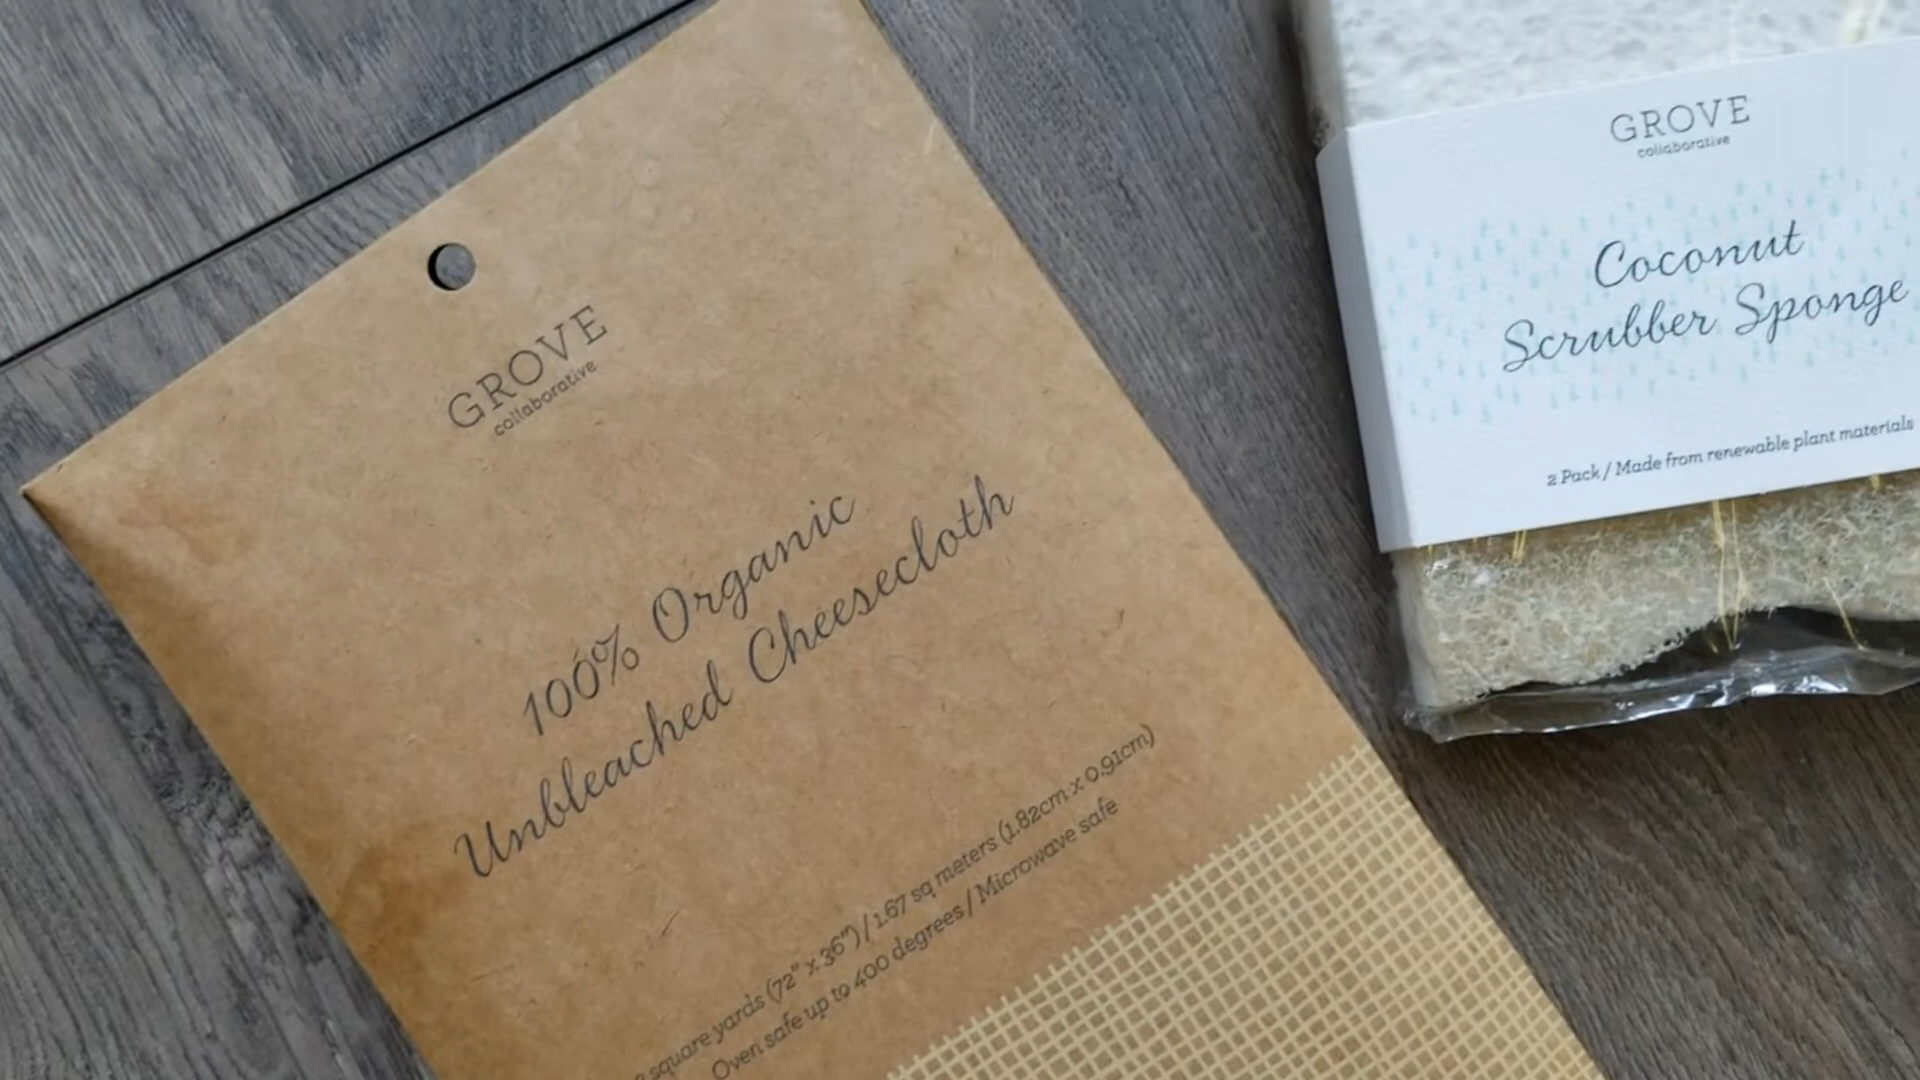 GROVE
collaborative
100% Organic
Unbleached Cheesecloth
square yards (72" x 36") / 1.67 sq meters (1.82cm x 0.91cm)
Oven safe up to 400 degrees / Microwave safe
GROVE
collaborative
Coconut
Scrubber Sponge
2 Pack / Made from renewable plant materials